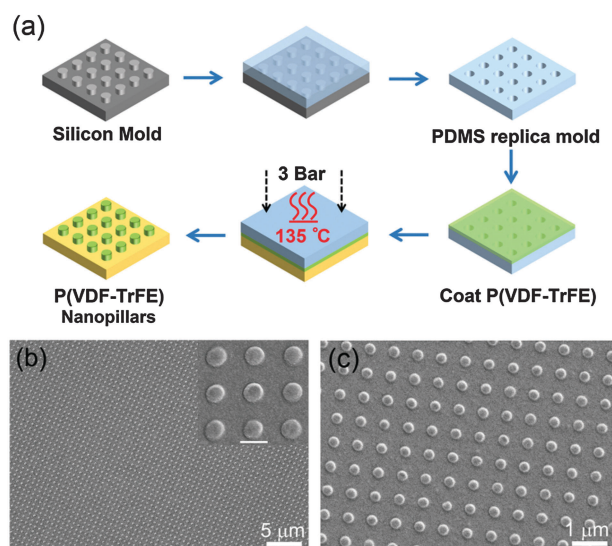 (a)
Silicon Mold
PDMS replica mold
3 Bar
135 °C
P(VDF-TrFE)
Nanopillars
Coat P(VDF-TrFE)
(b)
5 μm
(c)
1 μm